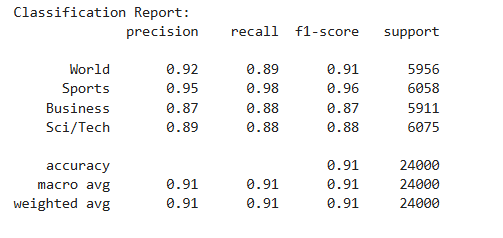 Classification Report:
precision recall f1-score support
World 0.92 0.89 0.91 5956
Sports 0.95 0.98 0.96 6058
Business 0.87 0.88 0.87 5911
Sci/Tech 0.89 0.88 0.88 6075
accuracy 0.91 24000
macro avg 0.91 0.91 0.91 24000
weighted avg 0.91 0.91 0.91 24000